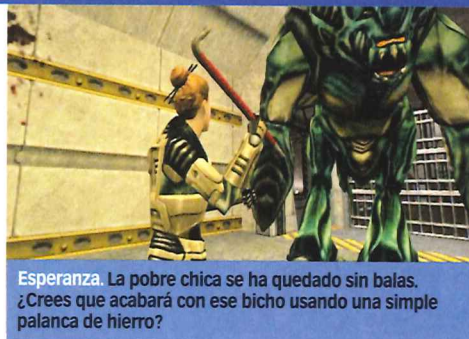 Esperanza. La pobre chica se ha quedado sin balas.
¿Crees que acabará con ese bicho usando una simple
palanca de hierro?